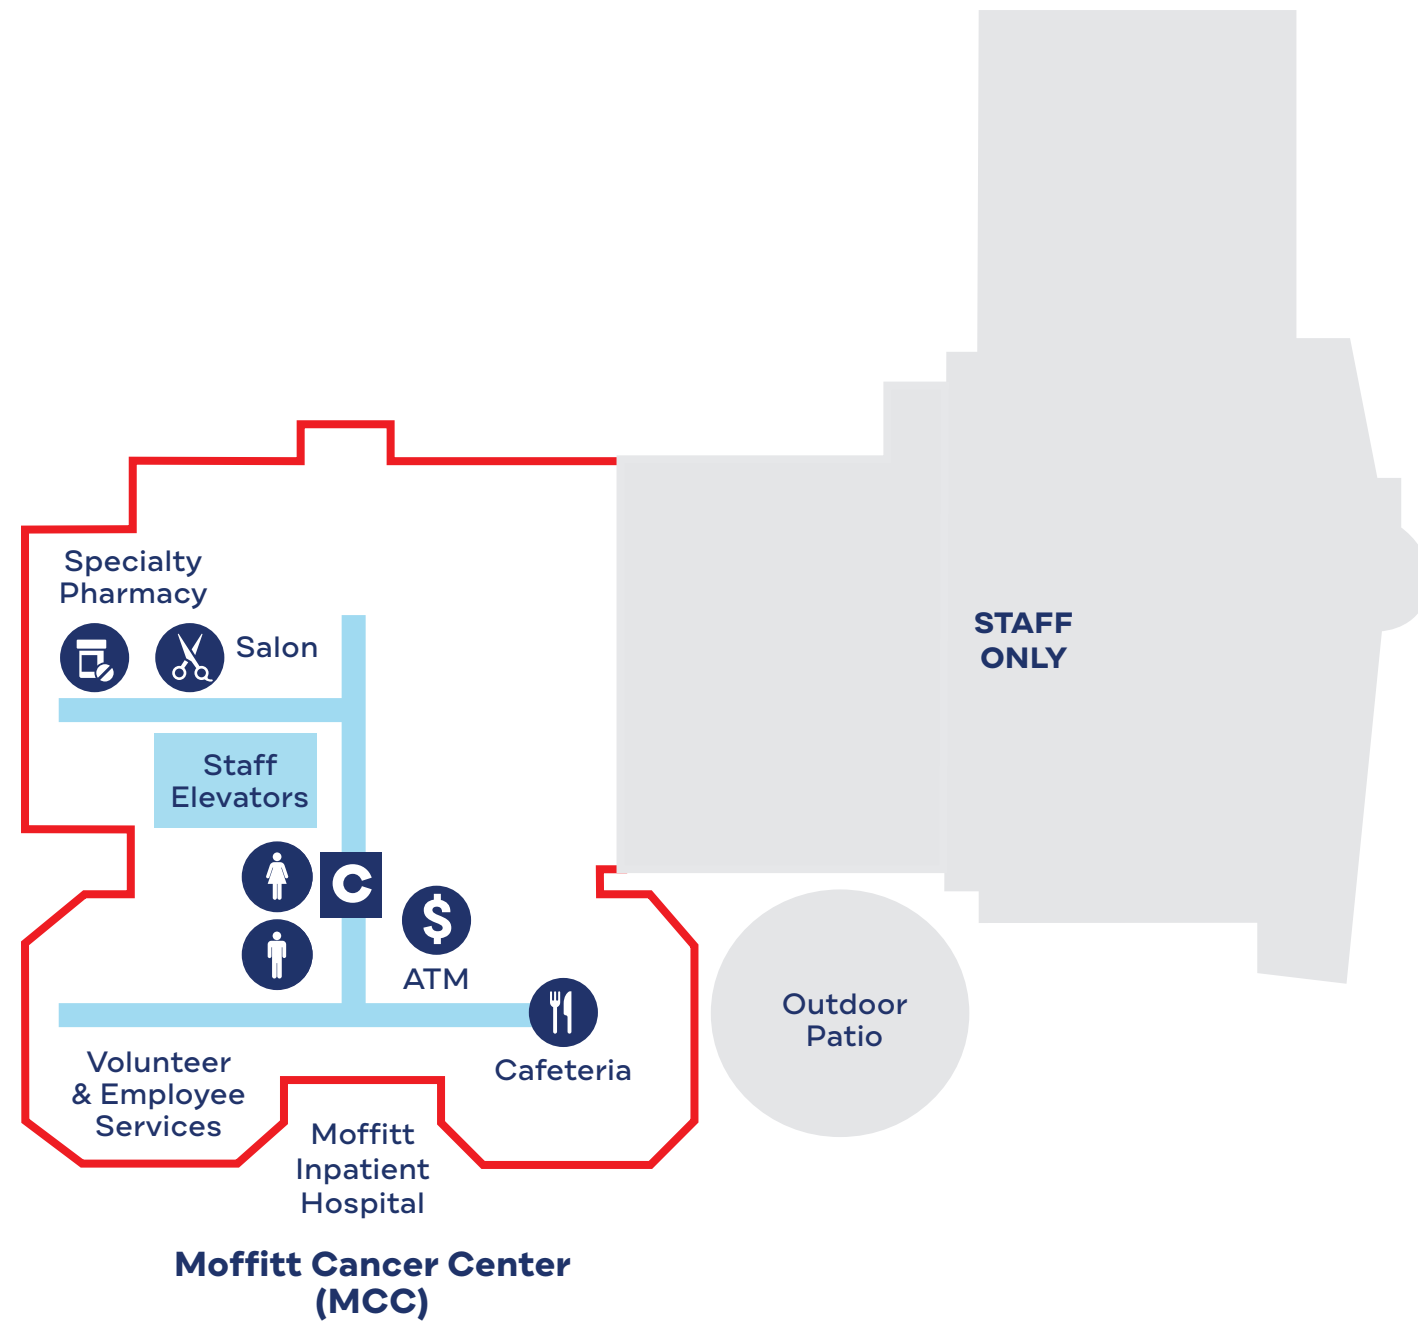 Specialty
Pharmacy
Salon
STAFF
ONLY
Staff
Elevators
C
$
ATM
Outdoor
Patio
Cafeteria
Volunteer
& Employee
Services
Moffitt
Inpatient
Hospital
Moffitt Cancer Center
(MCC)